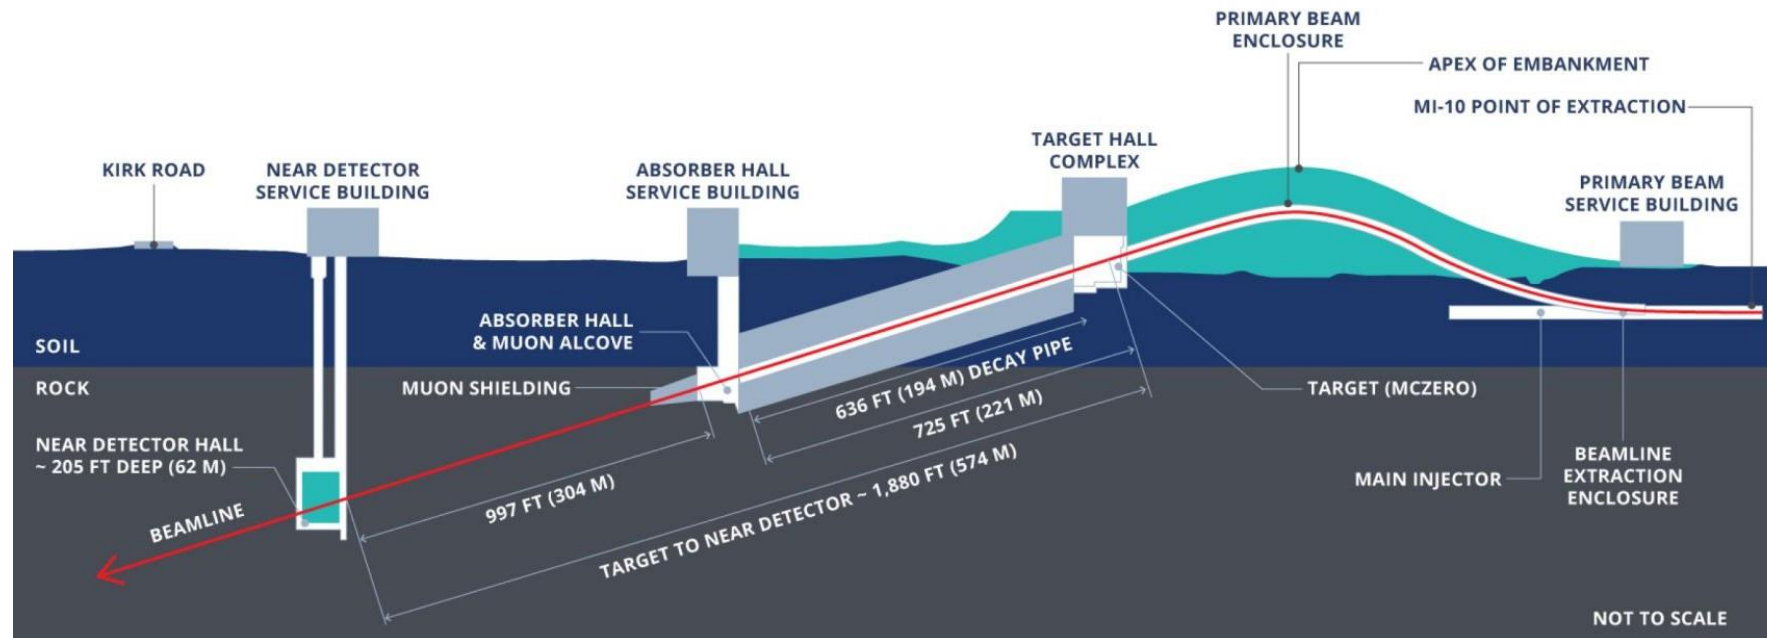 PRIMARY BEAM
ENCLOSURE
APEX OF EMBANKMENT
MI-10 POINT OF EXTRACTION
TARGET HALL
COMPLEX
KIRK ROAD
NEAR DETECTOR
SERVICE BUILDING
ABSORBER HALL
SERVICE BUILDING
PRIMARY BEAM
SERVICE BUILDING
ABSORBER HALL
& MUON ALCOVE
SOIL
ROCK
MUON SHIELDING
636 FT (194 M) DECAY PIPE
725 FT (221 M)
TARGET (MCZERO)
NEAR DETECTOR HALL
~ 205 FT DEEP (62 M)
997 FT (304 M)
TARGET TO NEAR DETECTOR ~ 1,880 FT (574 M)
MAIN INJECTOR
BEAMLINE
EXTRACTION
ENCLOSURE
BEAMLINE
NOT TO SCALE